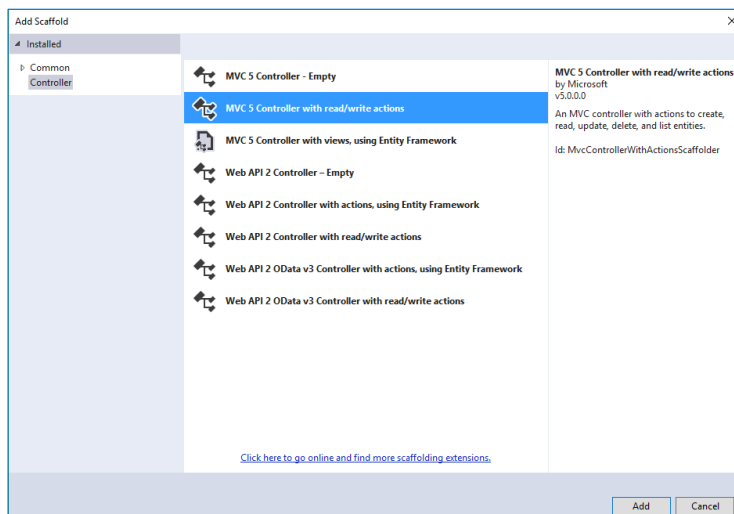 Add Scaffold
Installed
Common
Controller
MVC 5 Controller - Empty
MVC 5 Controller with read/write actions
MVC 5 Controller with views, using Entity Framework
Web API 2 Controller – Empty
Web API 2 Controller with actions, using Entity Framework
Web API 2 Controller with read/write actions
Web API 2 OData v3 Controller with actions, using Entity Framework
Web API 2 OData v3 Controller with read/write actions
Click here to go online and find more scaffolding extensions.
MVC 5 Controller with read/write actions
by Microsoft
v5.0.0.0
An MVC controller with actions to create,
read, update, delete, and list entities.
Id: MvcControllerWithActionsScaffolder
Add
Cancel